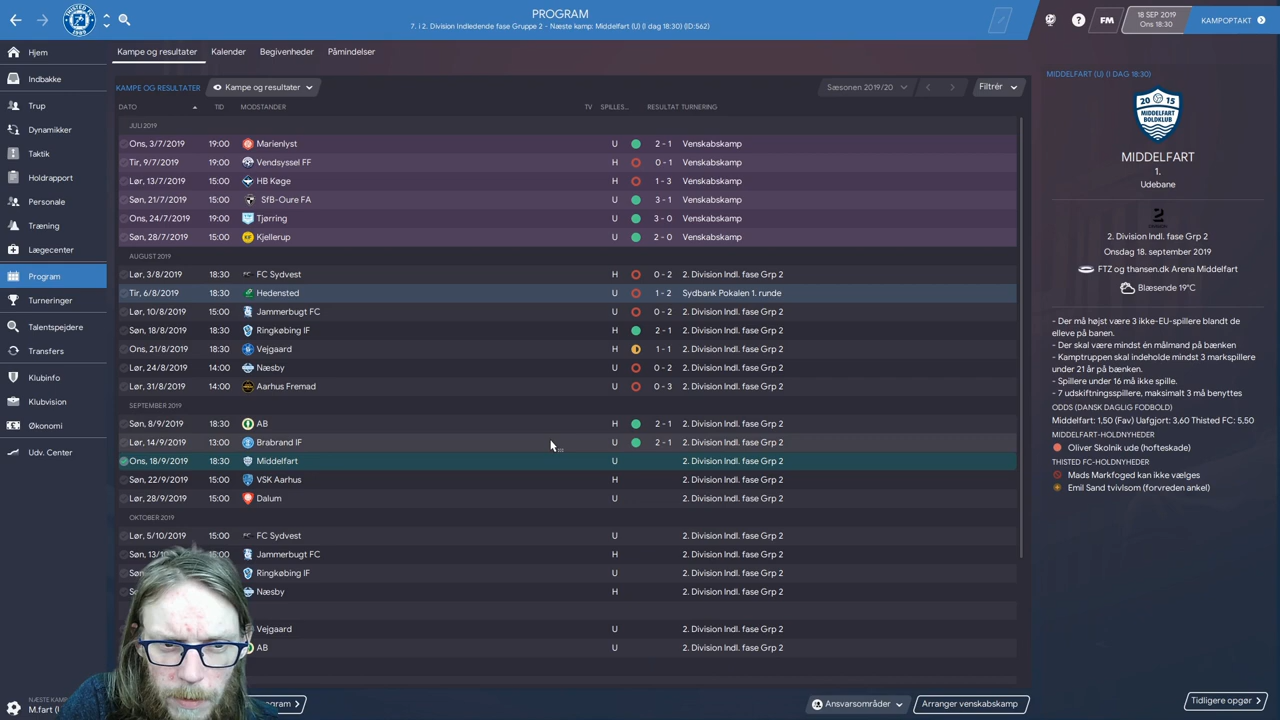 PROGRAM
7. i 2. Division Indledende fase Gruppe 2 - Næste kamp: Middelfart (U) (I dag 18:30) (ID:562)
FM
18 SEP 2019
Ons 18:30
KAMPOPTAKT
Hjem
Indbakke
Trup
Dynamikker
Taktik
Holdrapport
Personale
Træning
Lægecenter
Program
Turneringer
Talentspejdere
Transfers
Klubinfo
Klubvision
Økonomi
Udv. Center
NÆSTE KAMP
M.fart (
Kampe og resultater Kalender Begivenheder Påmindelser
KAMPE OG RESULTATER Kampe og resultater Sæsonen 2019/20 Filtrér
DATO TID MODSTANDER TV SPILLES... RESULTAT TURNERING
JULI 2019
Ons, 3/7/2019 19:00 Marienlyst U 2 - 1 Venskabskamp
Tir, 9/7/2019 19:00 Vendsyssel FF H 0 - 1 Venskabskamp
Lør, 13/7/2019 15:00 HB Køge H 1 - 3 Venskabskamp
Søn, 21/7/2019 15:00 SfB-Oure FA U 3 - 1 Venskabskamp
Ons, 24/7/2019 19:00 Tjørring U 3 - 0 Venskabskamp
Søn, 28/7/2019 15:00 Kjellerup U 2 - 0 Venskabskamp
AUGUST 2019
Lør, 3/8/2019 18:30 FC Sydvest H 0 - 2 2. Division Indl. fase Grp 2
Tir, 6/8/2019 18:30 Hedensted U 1 - 2 Sydbank Pokalen 1. runde
Lør, 10/8/2019 15:00 Jammerbugt FC U 0 - 2 2. Division Indl. fase Grp 2
Søn, 18/8/2019 18:30 Ringkøbing IF H 2 - 1 2. Division Indl. fase Grp 2
Ons, 21/8/2019 18:30 Vejgaard H 1 - 1 2. Division Indl. fase Grp 2
Lør, 24/8/2019 14:00 Næsby U 0 - 2 2. Division Indl. fase Grp 2
Lør, 31/8/2019 14:00 Aarhus Fremad H 0 - 3 2. Division Indl. fase Grp 2
SEPTEMBER 2019
Søn, 8/9/2019 18:30 AB H 2 - 1 2. Division Indl. fase Grp 2
Lør, 14/9/2019 13:00 Brabrand IF U 2 - 1 2. Division Indl. fase Grp 2
Ons, 18/9/2019 18:30 Middelfart U 2. Division Indl. fase Grp 2
Søn, 22/9/2019 15:00 VSK Aarhus H 2. Division Indl. fase Grp 2
Lør, 28/9/2019 15:00 Dalum U 2. Division Indl. fase Grp 2
OKTOBER 2019
Lør, 5/10/2019 15:00 FC Sydvest U 2. Division Indl. fase Grp 2
Søn, 13/10 15:00 Jammerbugt FC H 2. Division Indl. fase Grp 2
Ringkøbing IF U 2. Division Indl. fase Grp 2
Næsby H 2. Division Indl. fase Grp 2
Vejgaard U 2. Division Indl. fase Grp 2
AB U 2. Division Indl. fase Grp 2
Ansvarsområder Arranger venskabskamp
MIDDELFART (U) (I DAG 18:30)
20 15
MIDDELFART
BOLDKLUB
MIDDELFART
1.
Udebane
2. Division Indl. fase Grp 2
Onsdag 18. september 2019
FTZ og thansen.dk Arena Middelfart
Blæsende 19°C
- Der må højst være 3 ikke-EU-spillere blandt de
elleve på banen.
- Der skal være mindst én målmand på bænken
- Kamptruppen skal indeholde mindst 3 markspillere
under 21 år på bænken.
- Spillere under 16 må ikke spille.
- 7 udskiftningsspillere, maksimalt 3 må benyttes
ODDS (DANSK DAGLIG FODBOLD)
Middelfart: 1,50 (Fav) Uafgjort: 3,60 Thisted FC: 5,50
MIDDELFART-HOLDNYHEDER
Oliver Skolnik ude (hofteskade)
THISTED FC-HOLDNYHEDER
Mads Markfoged kan ikke vælges
Emil Sand tvivlsom (forvreden ankel)
Tidligere opgør